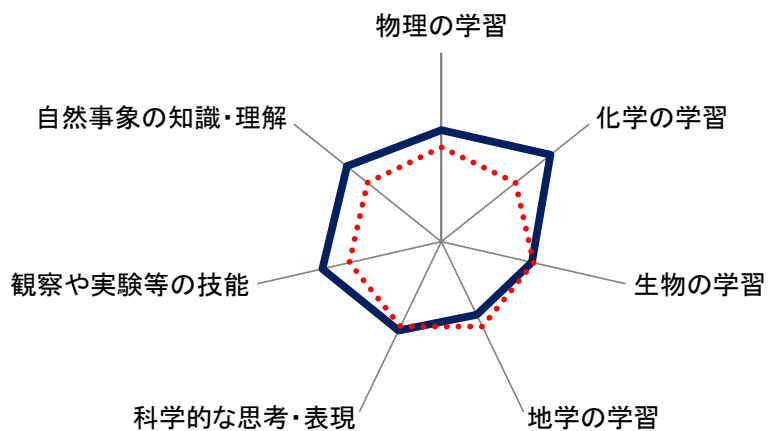 物理の学習
化学の学習
生物の学習
地学の学習
科学的な思考・表現
観察や実験等の技能
自然事象の知識・理解